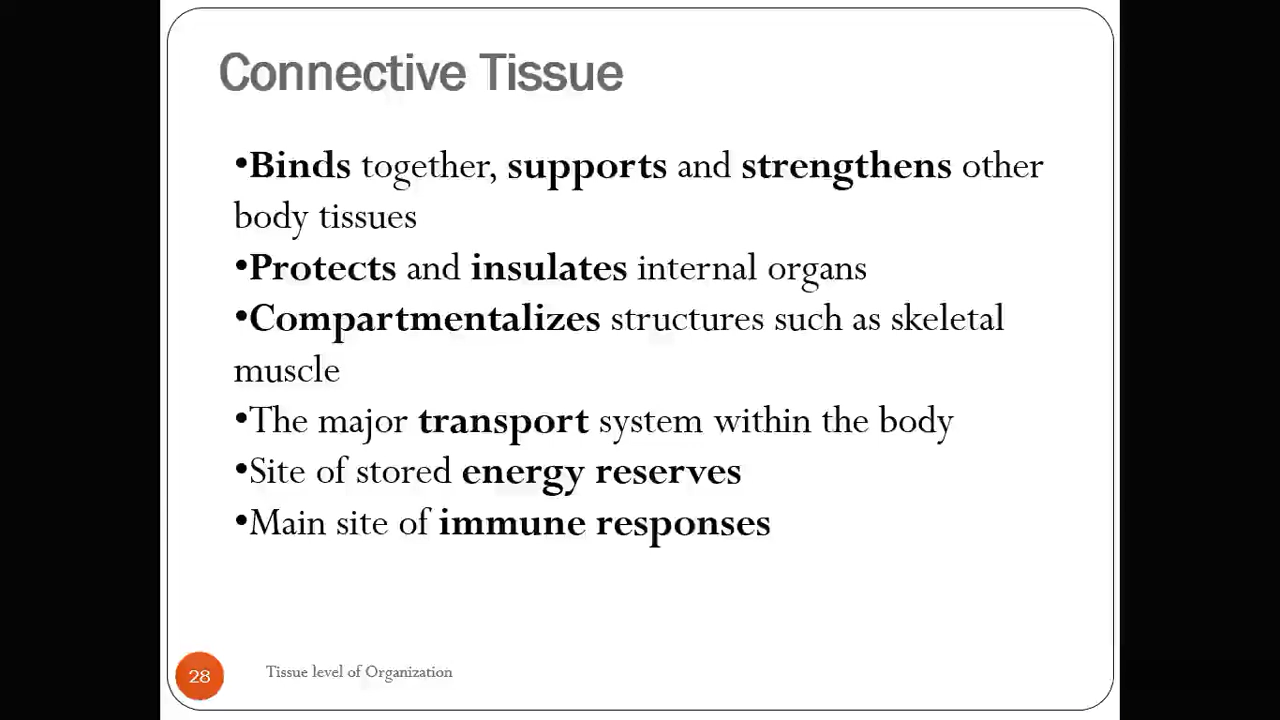 Connective Tissue
•Binds together, supports and strengthens other
body tissues
•Protects and insulates internal organs
•Compartmentalizes structures such as skeletal
muscle
•The major transport system within the body
•Site of stored energy reserves
•Main site of immune responses
28
Tissue level of Organization